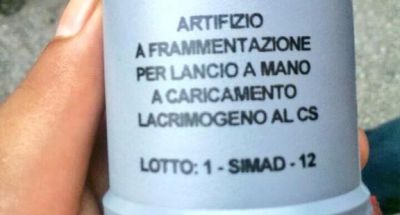 ARTIFIZIO
A FRAMMENTAZIONE
PER LANCIO A MANO
A CARICAMENTO
LACRIMOGENO AL CS
LOTTO: 1 - SIMAD - 12